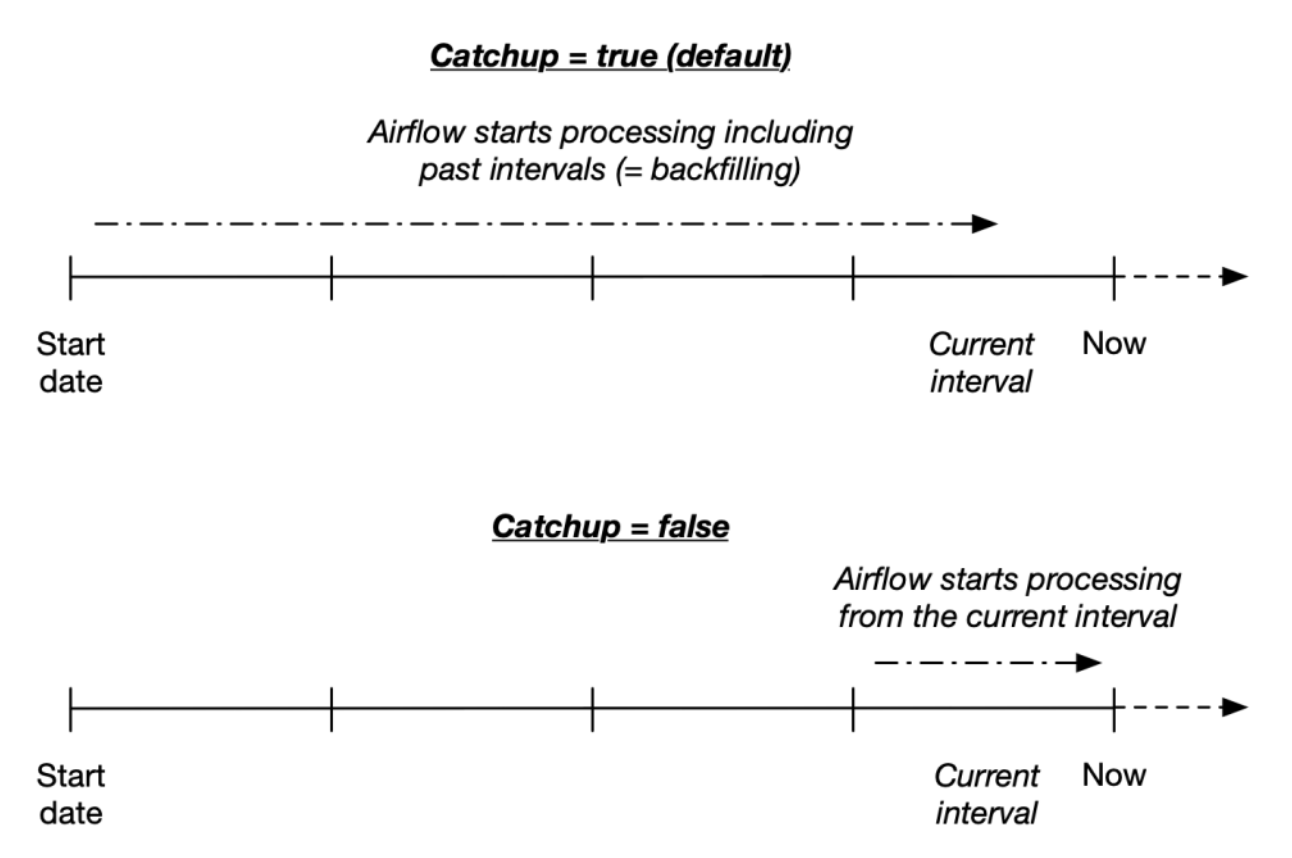 Catchup = true (default)
Airflow starts processing including
past intervals (= backfilling)
Start
date
Current
interval
Now
Catchup = false
Airflow starts processing
from the current interval
Start
date
Current
interval
Now